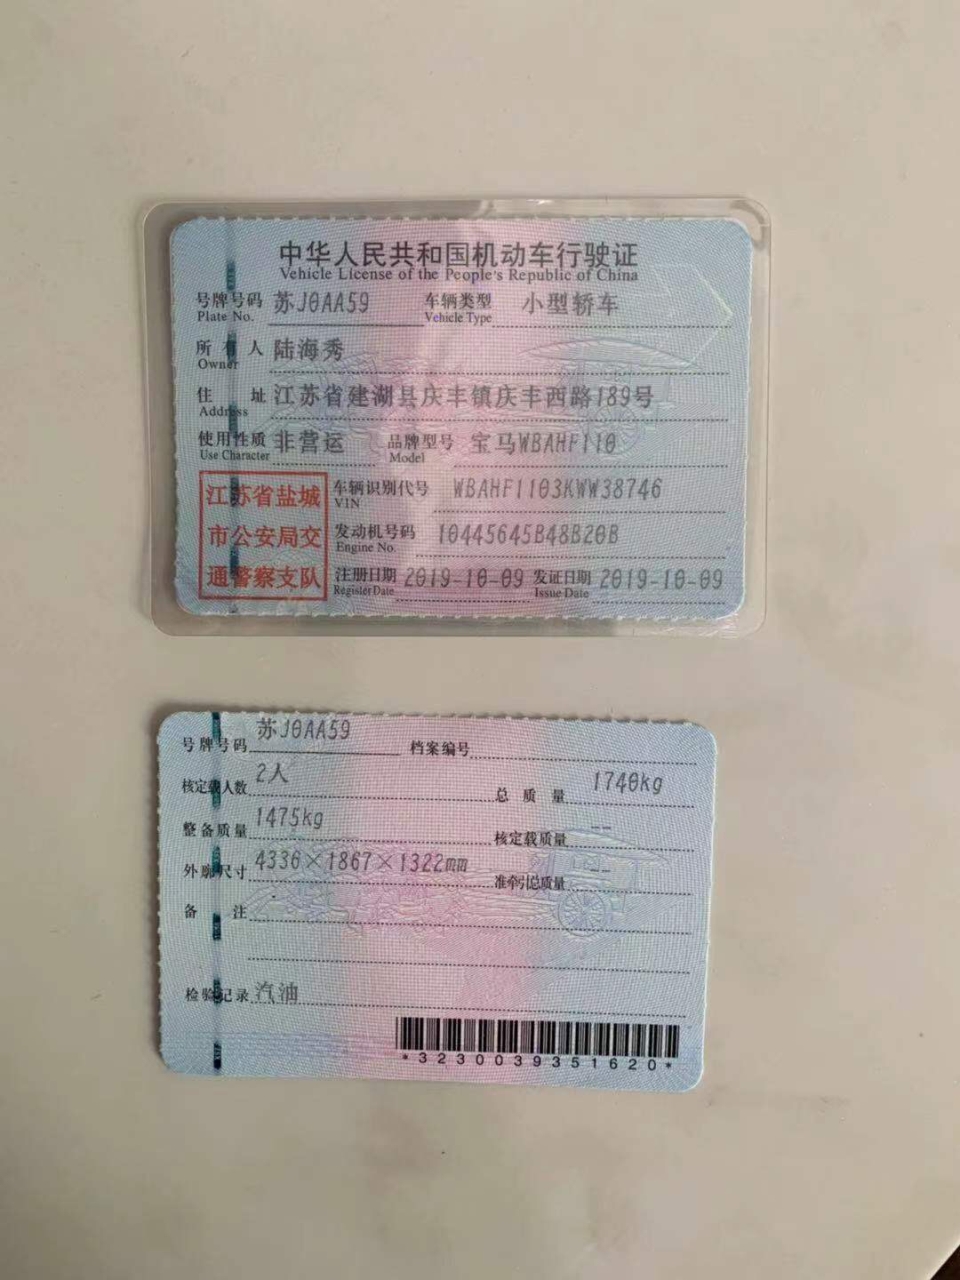 中华人民共和国机动车行驶证
Vehicle License of the People's Republic of China
号牌号码 苏J0AA59 车辆类型 小型轿车
Plate No. Vehicle Type
所有人 陆海秀
Owner
住址 江苏省建湖县庆丰镇庆丰西路189号
Address
使用性质 非营运 品牌型号 宝马WBAHF110
Use Character Model
江苏省盐城
市公安局交
通警察支队
车辆识别代号 WBAHF1103KWW38746
VIN
发动机号码 10445645B48B20B
Engine No.
注册日期 2019-10-09 发证日期 2019-10-09
Register Date Issue Date
号牌号码 苏J0AA59 档案编号
核定载人数 2人 总质量 1740kg
整备质量 1475kg 核定载质量 --
外廓尺寸 4336×1867×1322mm 准牵引总质量 --
备注
检验记录 汽油
*3230039351620*